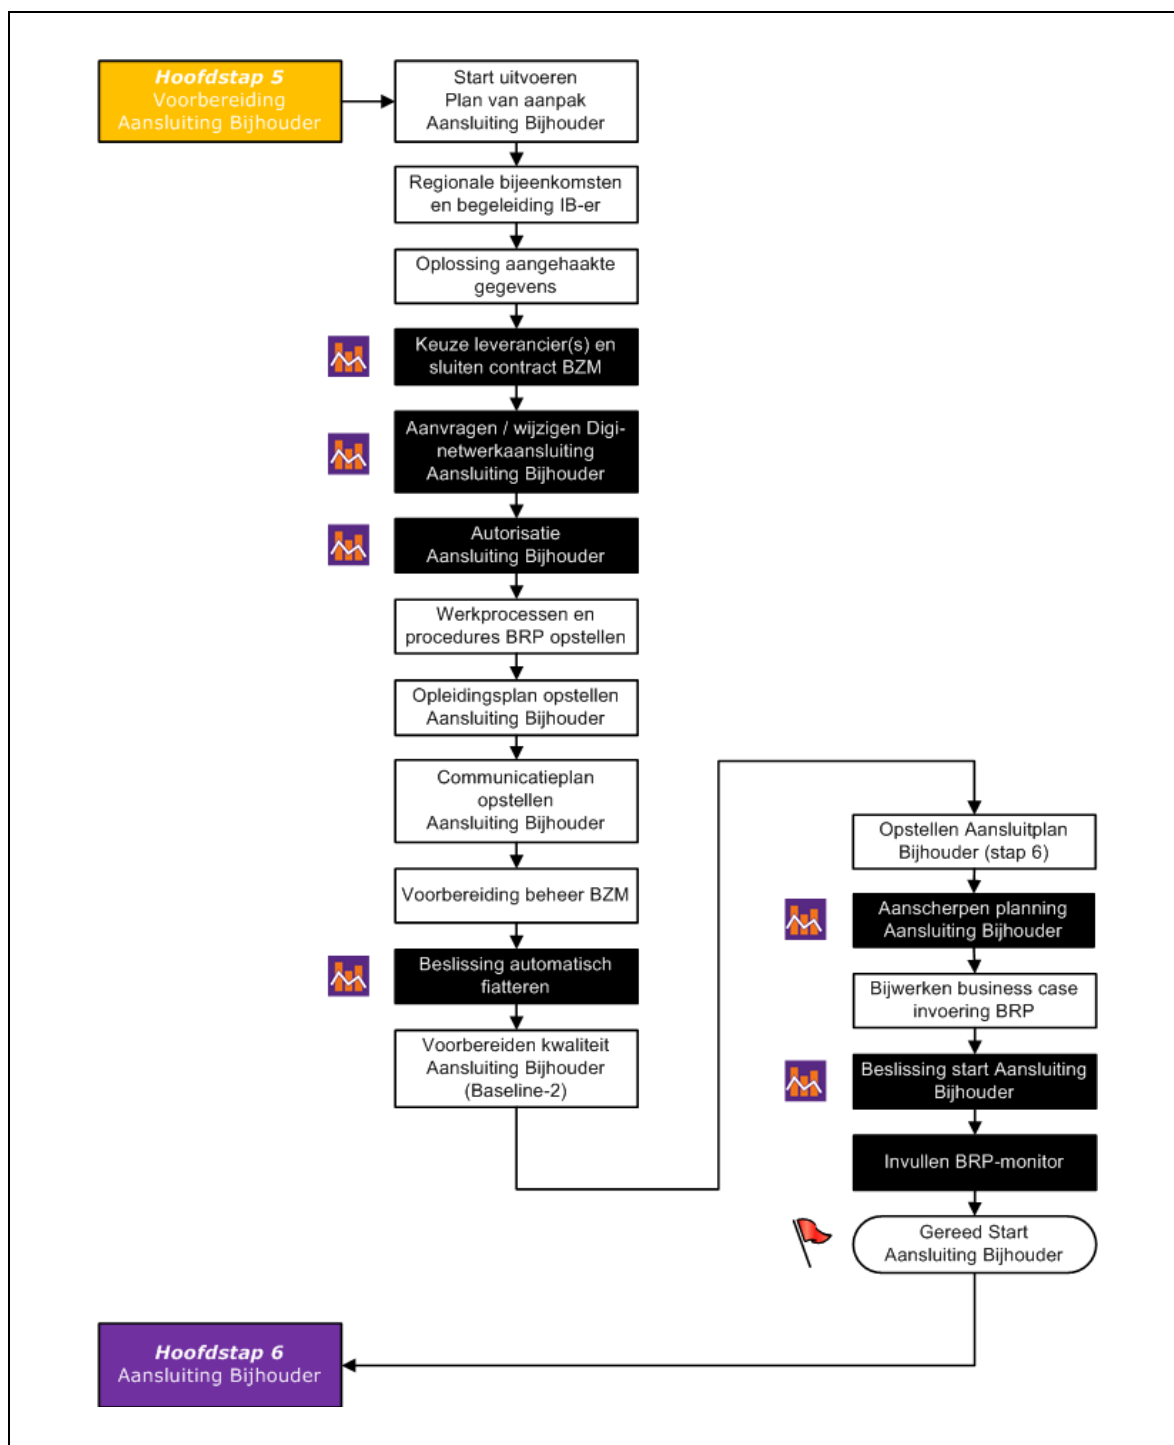 Hoofdstap 5
Voorbereiding
Aansluiting Bijhouder
Start uitvoeren
Plan van aanpak
Aansluiting Bijhouder
Regionale bijeenkomsten
en begeleiding IB-er
Oplossing aangehaakte
gegevens
Keuze leverancier(s) en
sluiten contract BZM
Aanvragen / wijzigen Digi-
netwerkaansluiting
Aansluiting Bijhouder
Autorisatie
Aansluiting Bijhouder
Werkprocessen en
procedures BRP opstellen
Opleidingsplan opstellen
Aansluiting Bijhouder
Communicatieplan
opstellen
Aansluiting Bijhouder
Voorbereiding beheer BZM
Beslissing automatisch
fiatteren
Voorbereiden kwaliteit
Aansluiting Bijhouder
(Baseline-2)
Opstellen Aansluitplan
Bijhouder (stap 6)
Aanscherpen planning
Aansluiting Bijhouder
Bijwerken business case
invoering BRP
Beslissing start Aansluiting
Bijhouder
Invullen BRP-monitor
Gereed Start
Aansluiting Bijhouder
Hoofdstap 6
Aansluiting Bijhouder